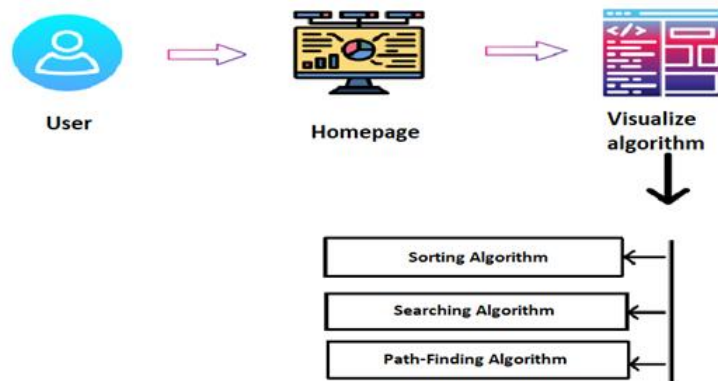 User
Homepage
</>
Visualize
algorithm
Sorting Algorithm
Searching Algorithm
Path-Finding Algorithm